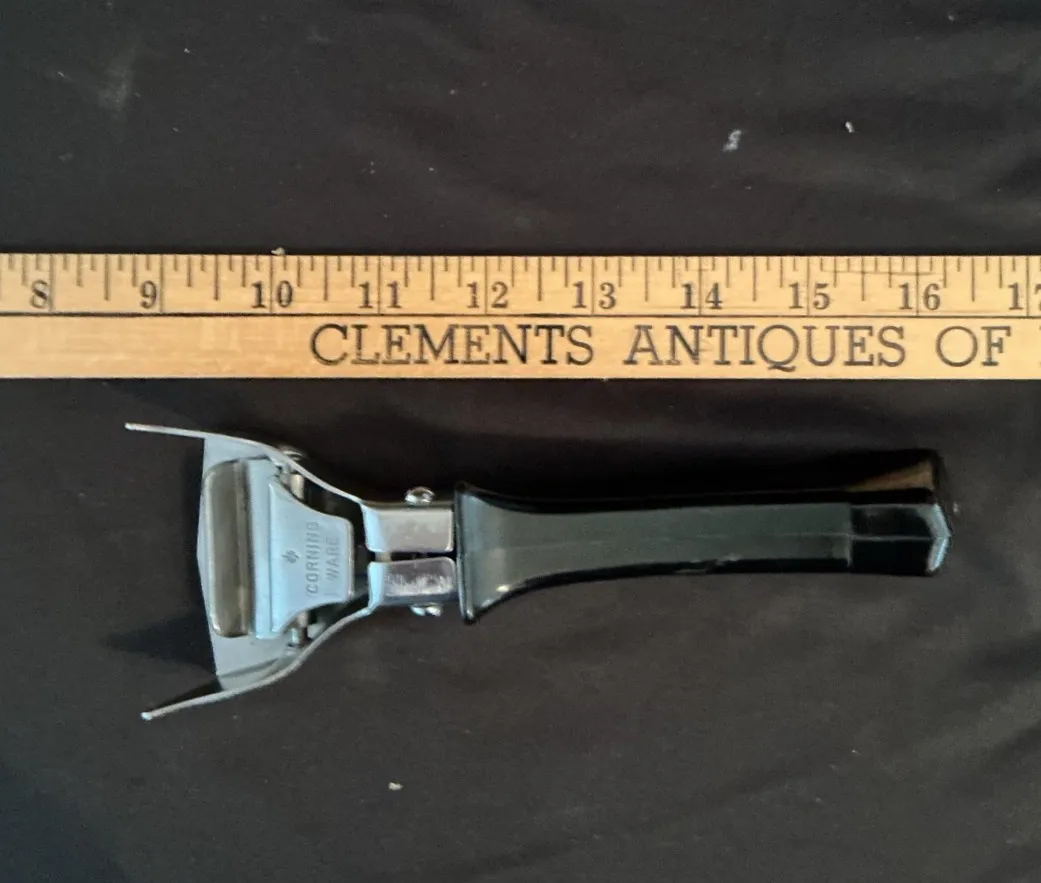 8 9 10 11 12 13 14 15 16
CLEMENTS ANTIQUES OF
CORNING
WARE